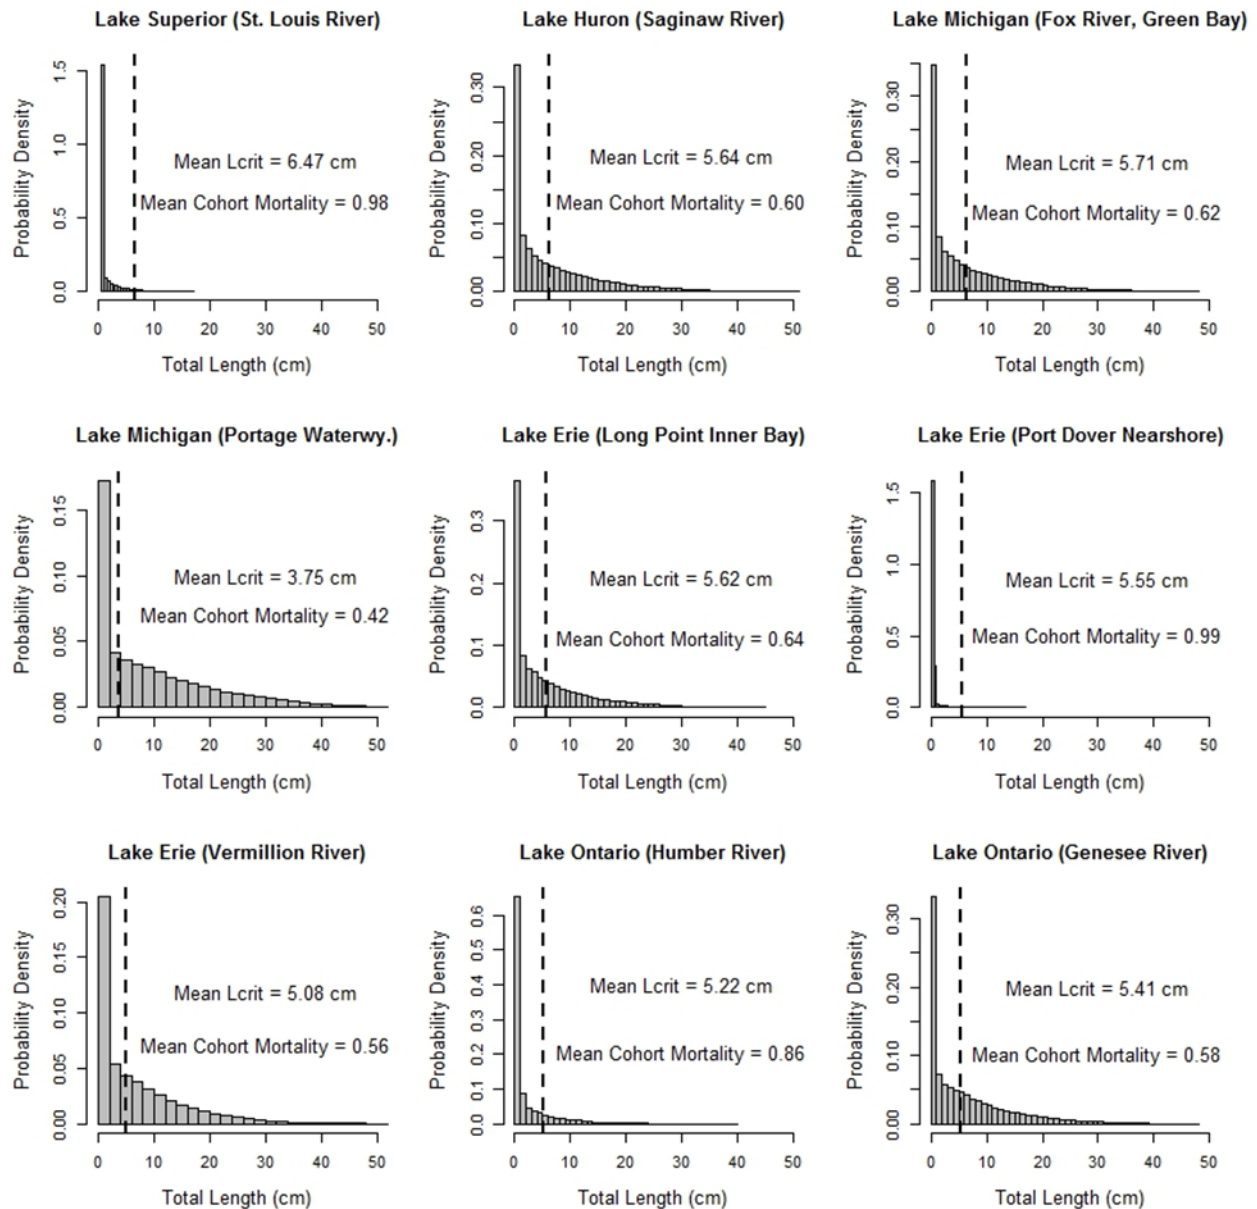 Lake Superior (St. Louis River)
Probability Density
1.5
1.0
0.5
0.0
Mean Lcrit = 6.47 cm
Mean Cohort Mortality = 0.98
0 10 20 30 40 50
Total Length (cm)
Lake Huron (Saginaw River)
Probability Density
0.30
0.20
0.10
0.00
Mean Lcrit = 5.64 cm
Mean Cohort Mortality = 0.60
0 10 20 30 40 50
Total Length (cm)
Lake Michigan (Fox River, Green Bay)
Probability Density
0.30
0.20
0.10
0.00
Mean Lcrit = 5.71 cm
Mean Cohort Mortality = 0.62
0 10 20 30 40 50
Total Length (cm)
Lake Michigan (Portage Waterwy.)
Probability Density
0.15
0.10
0.05
0.00
Mean Lcrit = 3.75 cm
Mean Cohort Mortality = 0.42
0 10 20 30 40 50
Total Length (cm)
Lake Erie (Long Point Inner Bay)
Probability Density
0.3
0.2
0.1
0.0
Mean Lcrit = 5.62 cm
Mean Cohort Mortality = 0.64
0 10 20 30 40 50
Total Length (cm)
Lake Erie (Port Dover Nearshore)
Probability Density
1.5
1.0
0.5
0.0
Mean Lcrit = 5.55 cm
Mean Cohort Mortality = 0.99
0 10 20 30 40 50
Total Length (cm)
Lake Erie (Vermillion River)
Probability Density
0.20
0.15
0.10
0.05
0.00
Mean Lcrit = 5.08 cm
Mean Cohort Mortality = 0.56
0 10 20 30 40 50
Total Length (cm)
Lake Ontario (Humber River)
Probability Density
0.6
0.5
0.4
0.3
0.2
0.1
0.0
Mean Lcrit = 5.22 cm
Mean Cohort Mortality = 0.86
0 10 20 30 40 50
Total Length (cm)
Lake Ontario (Genesee River)
Probability Density
0.30
0.20
0.10
0.00
Mean Lcrit = 5.41 cm
Mean Cohort Mortality = 0.58
0 10 20 30 40 50
Total Length (cm)